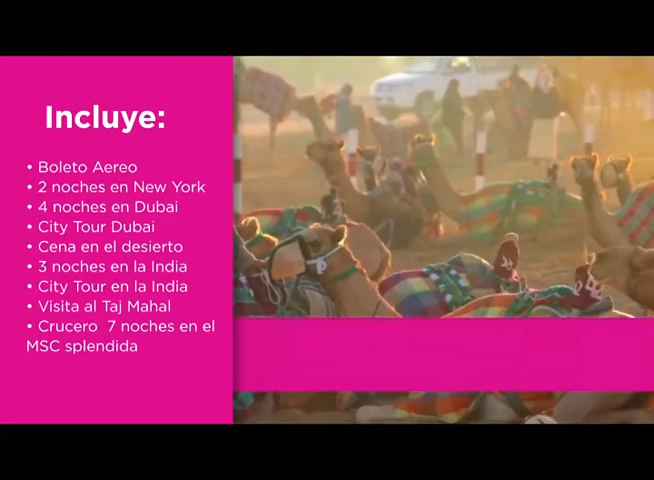 Incluye:
• Boleto Aereo
• 2 noches en New York
• 4 noches en Dubai
• City Tour Dubai
• Cena en el desierto
• 3 noches en la India
• City Tour en la India
• Visita al Taj Mahal
• Crucero  7 noches en el
MSC splendida